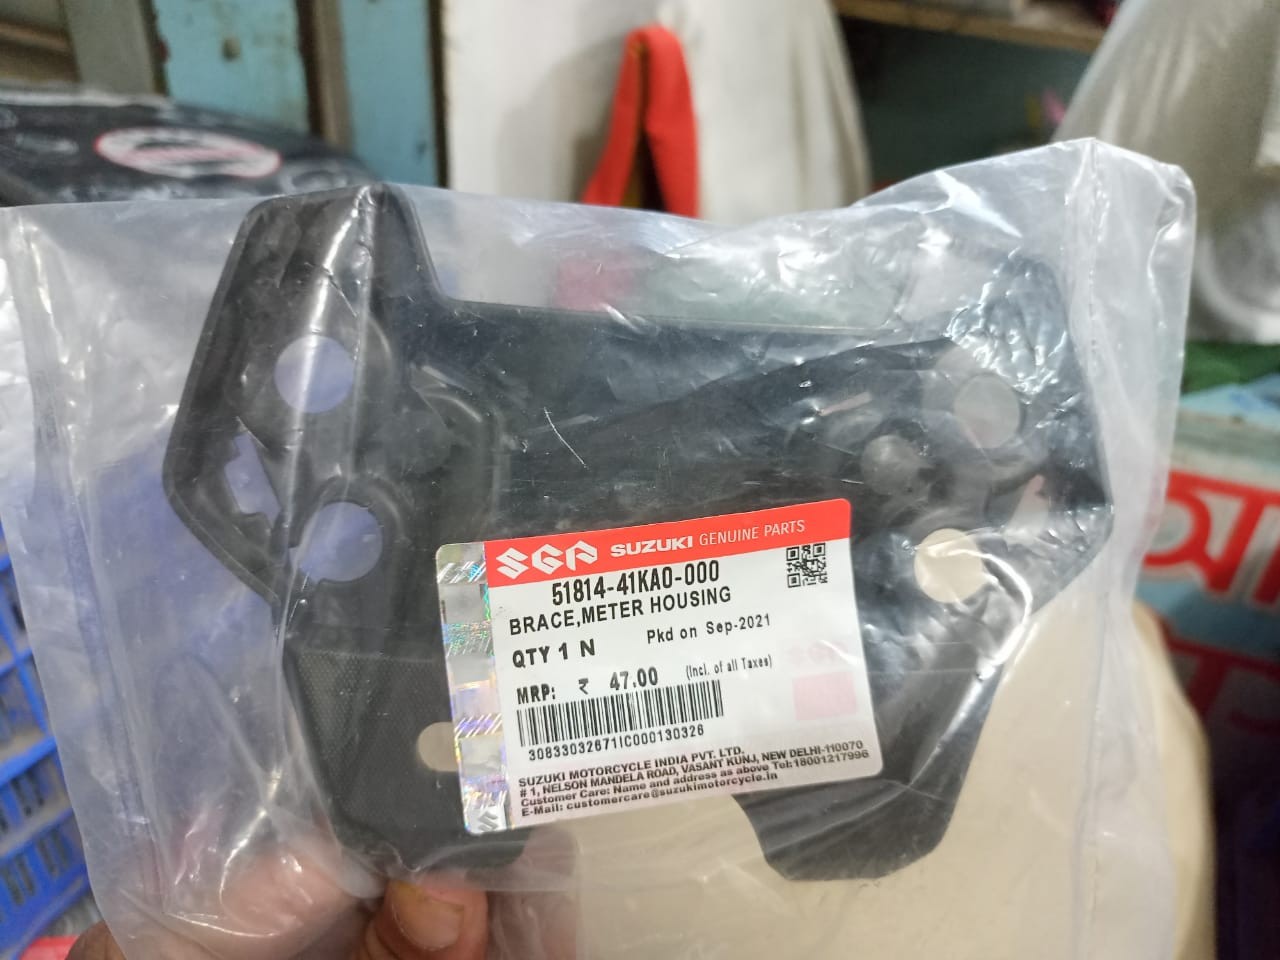 SGP SUZUKI GENUINE PARTS
51814-41KA0-000
BRACE,METER HOUSING
QTY 1 N Pkd on Sep-2021
MRP: ₹ 47.00 (Incl. of all Taxes)
30833032671IC000130326
SUZUKI MOTORCYCLE INDIA PVT. LTD.
# 1, NELSON MANDELA ROAD, VASANT KUNJ, NEW DELHI-110070
Customer Care: Name and address as above Tel:18001217996
E-Mail: customercare@suzukimotorcycle.in